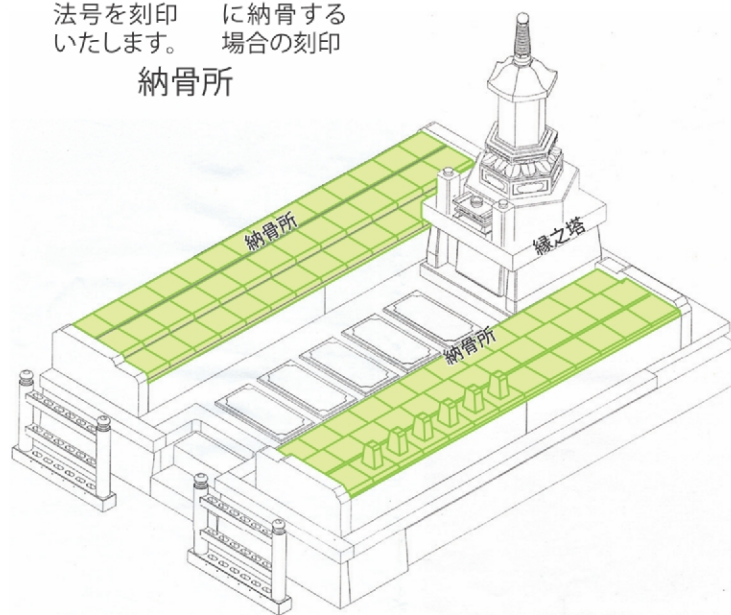 法号を刻印
いたします。
に納骨する
場合の刻印
納骨所
納骨所
縁之塔
納骨所